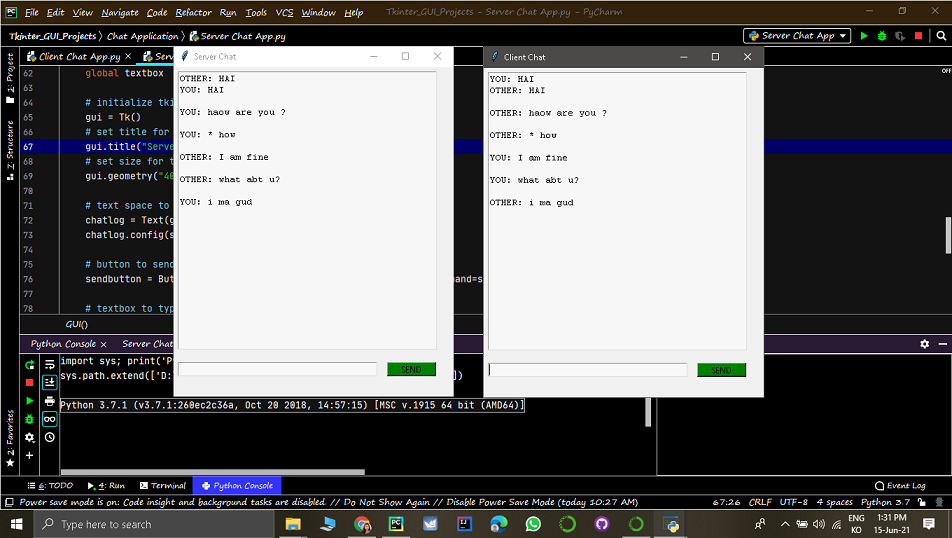 File Edit View Navigate Code Refactor Run Tools VCS Window Help Tkinter_GUI_Projects - Server Chat App.py - PyCharm
Tkinter_GUI_Projects Chat Application Server Chat App.py Server Chat App
1: Project
7: Structure
2: Favorites
Client Chat App.py
OFF
62 global textbox
63
64 # initialize tki
65 gui = Tk()
66 # set title for
67 gui.title("Serve
68 # set size for t
69 gui.geometry("40
70
71 # text space to
72 chatlog = Text(g
73 chatlog.config(s
74
75 # button to send
76 sendbutton = But mand=s
77
78 # textbox to typ
GUI()
Server Chat
OTHER: HAI
YOU: HAI
YOU: haow are you ?
YOU: * how
OTHER: I am fine
OTHER: what abt u?
YOU: i ma gud
SEND
Client Chat
YOU: HAI
OTHER: HAI
OTHER: haow are you ?
OTHER: * how
YOU: I am fine
YOU: what abt u?
OTHER: i ma gud
SEND
Python Console Server Chat
import sys; print('P
sys.path.extend(['D: ])
Python 3.7.1 (v3.7.1:260ec2c36a, Oct 20 2018, 14:57:15) [MSC v.1915 64 bit (AMD64)]
6: TODO 4: Run Terminal Python Console Event Log
Power save mode is on: Code insight and background tasks are disabled. // Do Not Show Again // Disable Power Save Mode (today 10:27 AM) 67:26 CRLF UTF-8 4 spaces Python 3.7
Type here to search
ENG
KO
1:31 PM
15-Jun-21